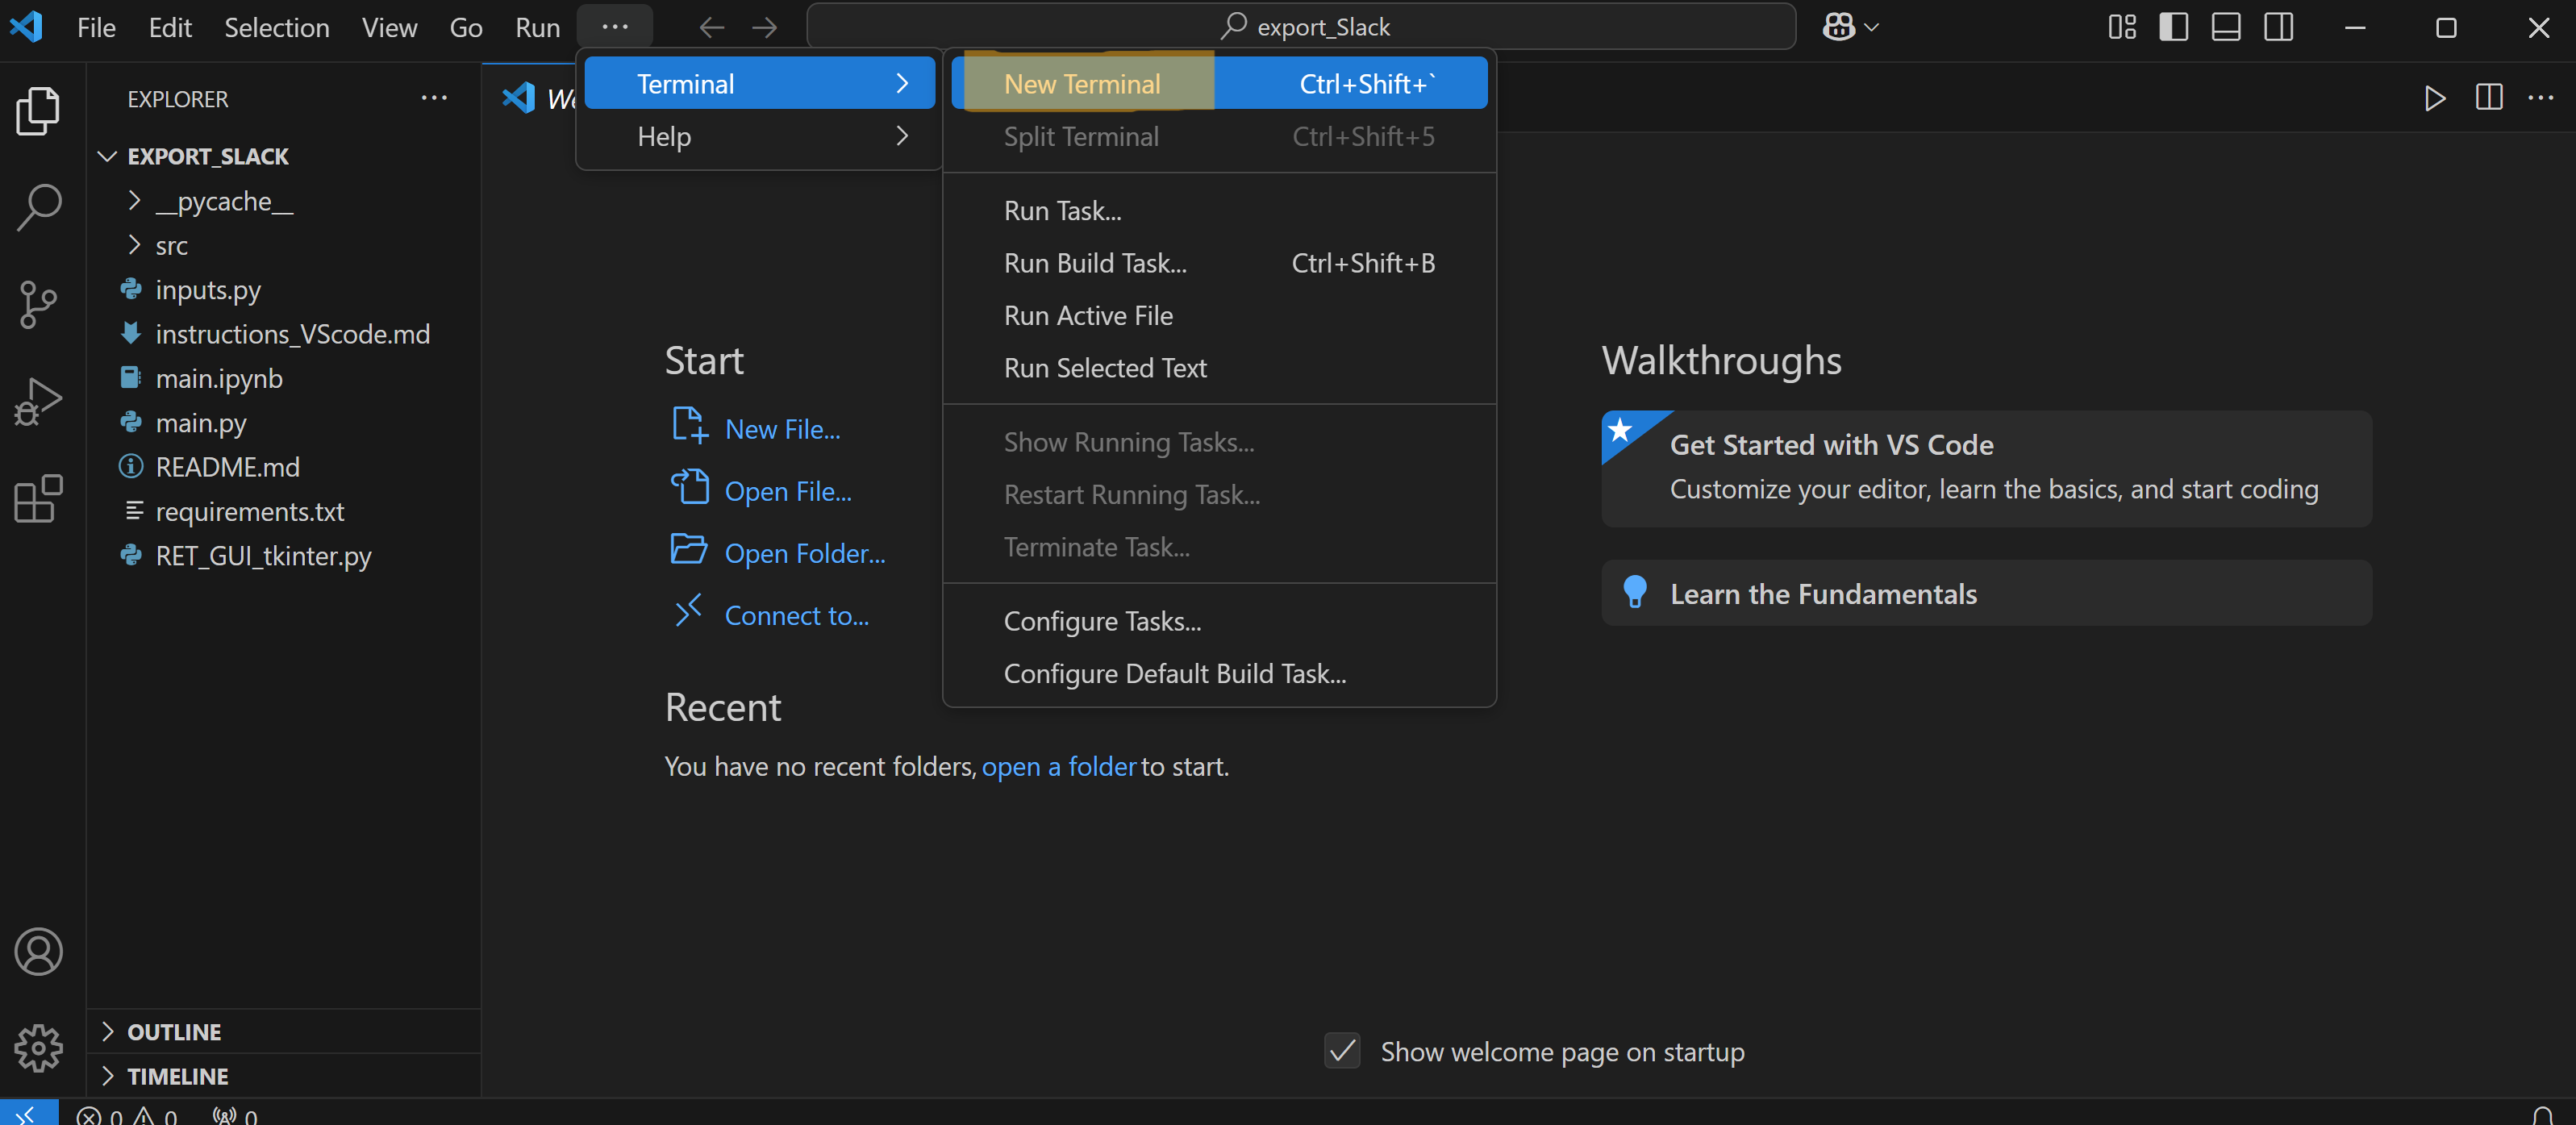 File Edit Selection View Go Run ··· export_Slack
EXPLORER
EXPORT_SLACK
__pycache__
src
inputs.py
instructions_VScode.md
main.ipynb
main.py
README.md
requirements.txt
RET_GUI_tkinter.py
OUTLINE
TIMELINE
0 0 0
Terminal
Help
New Terminal Ctrl+Shift+`
Split Terminal Ctrl+Shift+5
Run Task...
Run Build Task... Ctrl+Shift+B
Run Active File
Run Selected Text
Show Running Tasks...
Restart Running Task...
Terminate Task...
Configure Tasks...
Configure Default Build Task...
Start
New File...
Open File...
Open Folder...
Connect to...
Recent
You have no recent folders, open a folder to start.
Walkthroughs
Get Started with VS Code
Customize your editor, learn the basics, and start coding
Learn the Fundamentals
Show welcome page on startup